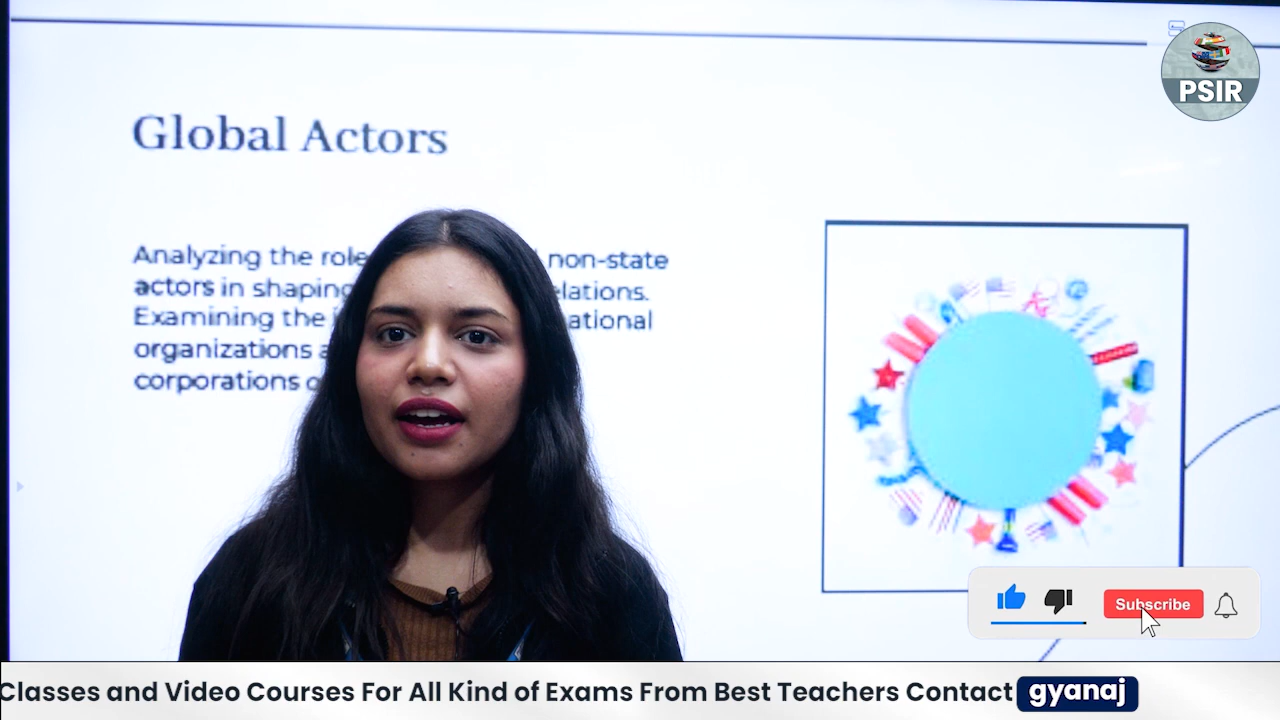 PSIR
Global Actors
Analyzing the role non-state
actors in shaping lations.
Examining the ational
organizations
corporations
Subscribe
Classes and Video Courses For All Kind of Exams From Best Teachers Contact gyanaj